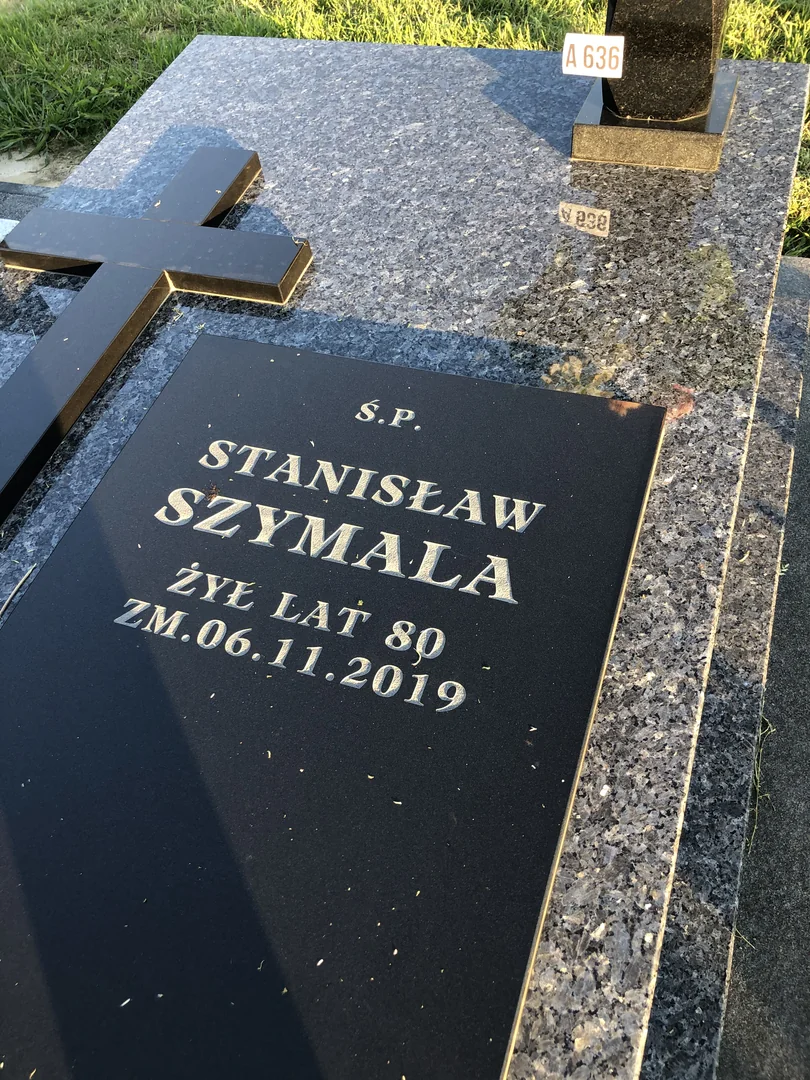 A 636
Ś.P.
STANISŁAW
SZYMALA
ŻYŁ LAT 80
ZM.06.11.2019